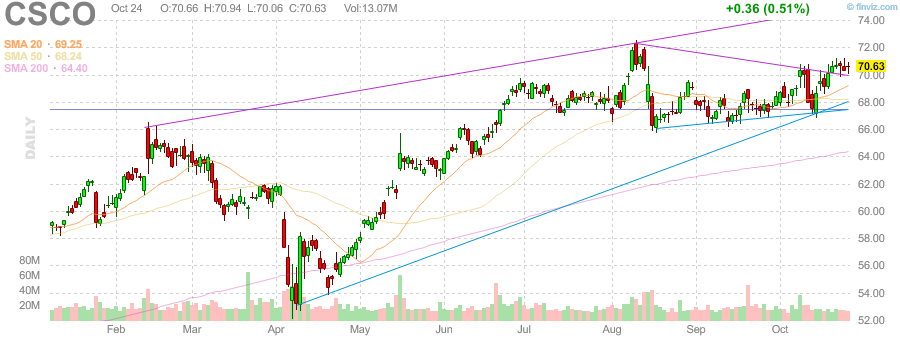 CSCO Oct 24 O:70.66 H:70.94 L:70.06 C:70.63 Vol:13.07M +0.36 (0.51%) © finviz.com
SMA 20 · 69.25
SMA 50 · 68.24
SMA 200 · 64.40
DAILY
74.00
72.00
70.63
70.00
68.00
66.00
64.00
62.00
60.00
58.00
56.00
54.00
52.00
80M
60M
40M
20M
Feb Mar Apr May Jun Jul Aug Sep Oct